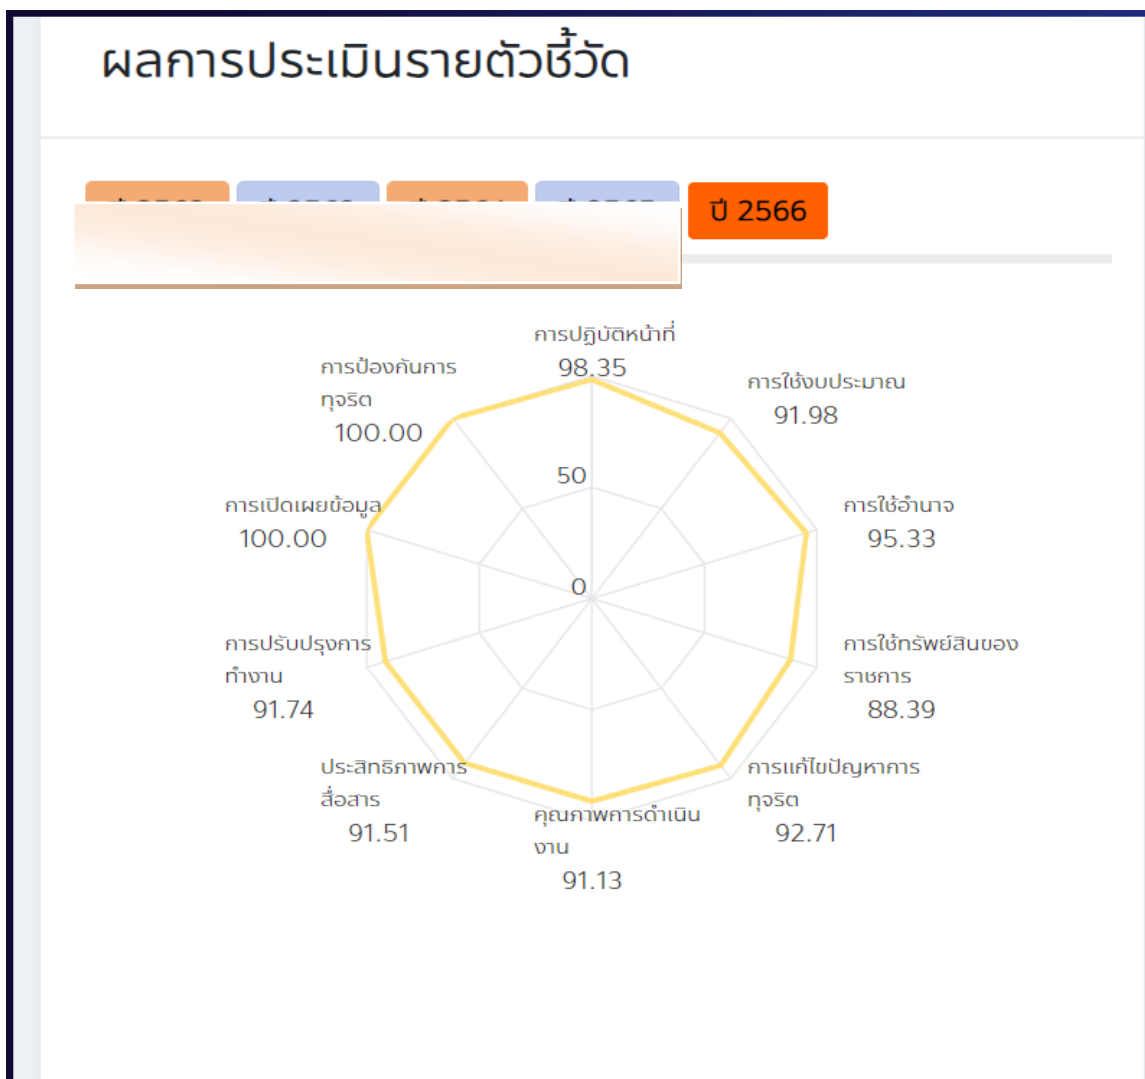 ผลการประเมินรายตัวชี้วัด
ปี 2566
การปฏิบัติหน้าที่
98.35
การใช้งบประมาณ
91.98
การใช้อำนาจ
95.33
การใช้ทรัพย์สินของ
ราชการ
88.39
การแก้ไขปัญหาการ
ทุจริต
92.71
คุณภาพการดำเนิน
งาน
91.13
ประสิทธิภาพการ
สื่อสาร
91.51
การปรับปรุงการ
ทำงาน
91.74
การเปิดเผยข้อมูล
100.00
การป้องกันการ
ทุจริต
100.00
50
0